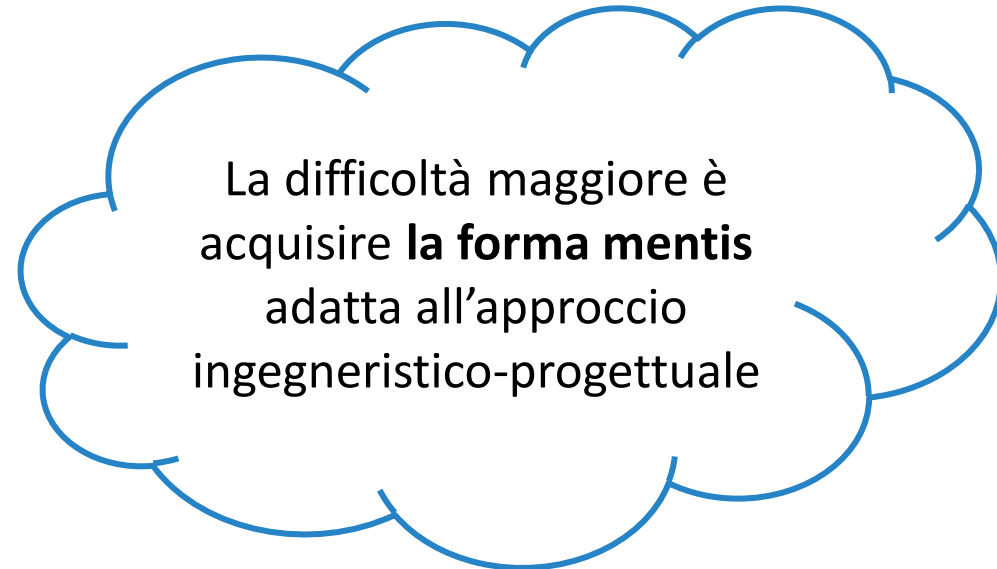 La difficoltà maggiore è
acquisire la forma mentis
adatta all’approccio
ingegneristico-progettuale